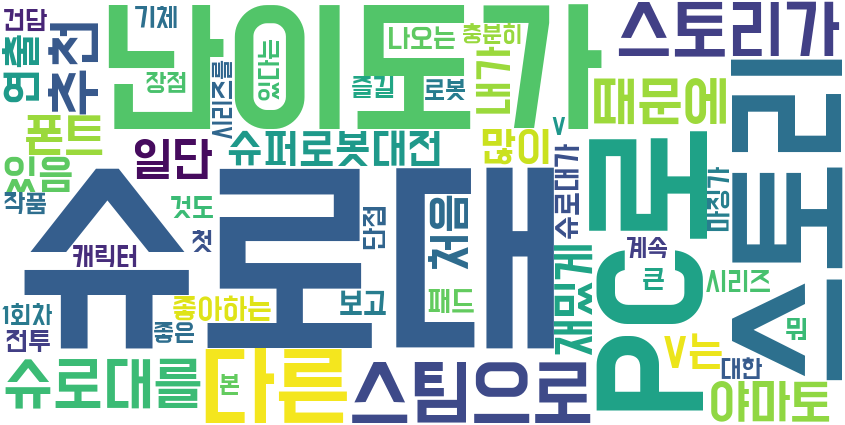 건담
기체
난이도가
나오는
충분히
스토리가
연출
추천
장점
시리즈를
있다는
즐길
로봇
내가
때문에
폰트
일단
슈퍼로봇대전
많이
V
PC로
스토리
있음
작품
슈로대
것도
첫
단점
처음
슈로대가
마징가
캐릭터
계속
큰
시리즈
재밌게
1회차
전투
좋아하는
좋은
보고
패드
뭐
V는
대한
슈로대를
다른
본
스팀으로
야마토